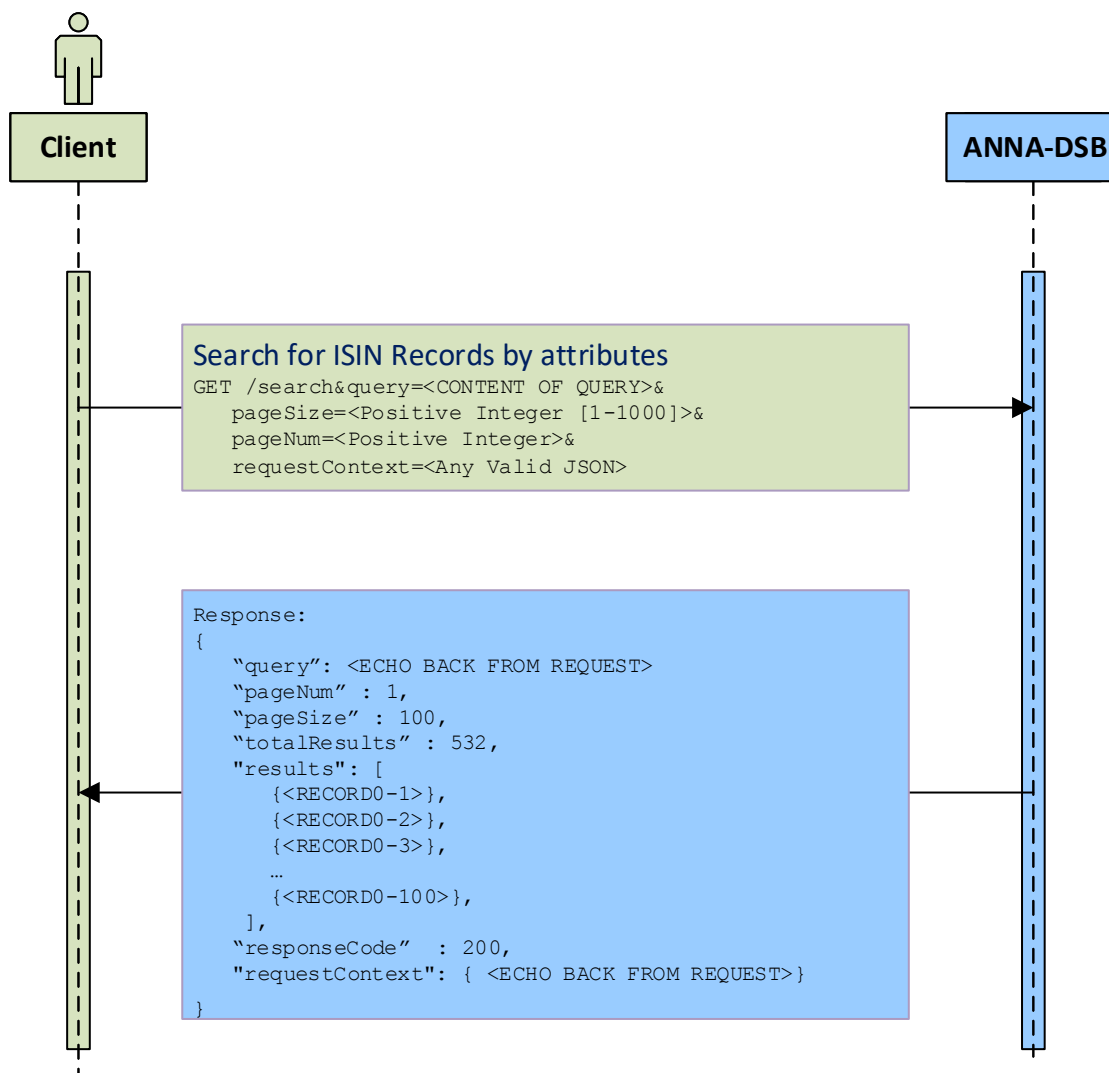 Client
ANNA-DSB
Search for ISIN Records by attributes
GET /search&query=<CONTENT OF QUERY>&
pageSize=<Positive Integer [1-1000]>&
pageNum=<Positive Integer>&
requestContext=<Any Valid JSON>
Response:
{
“query”: <ECHO BACK FROM REQUEST>
“pageNum” : 1,
“pageSize” : 100,
“totalResults” : 532,
"results": [
{<RECORD0-1>},
{<RECORD0-2>},
{<RECORD0-3>},
…
{<RECORD0-100>},
],
“responseCode” : 200,
"requestContext": { <ECHO BACK FROM REQUEST>}
}